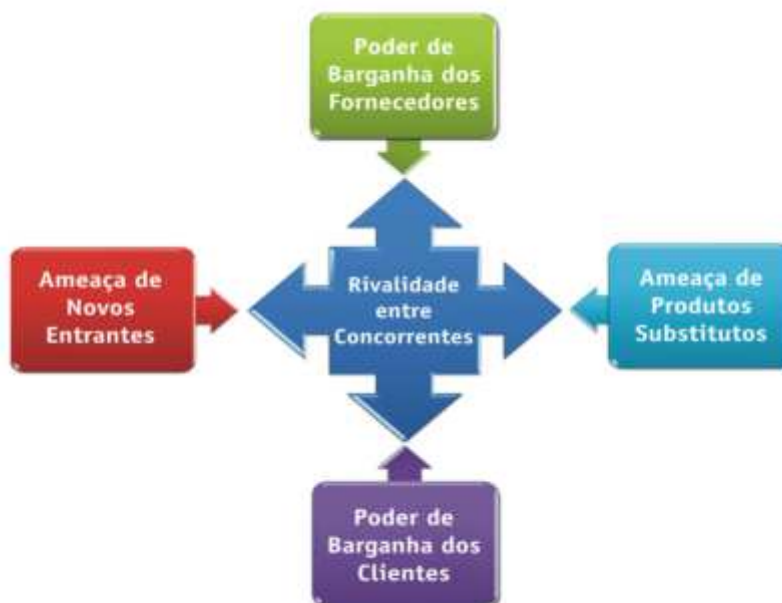 Poder de
Barganha dos
Fornecedores
Ameaça de
Novos
Entrantes
Rivalidade
entre
Concorrentes
Ameaça de
Produtos
Substitutos
Poder de
Barganha dos
Clientes